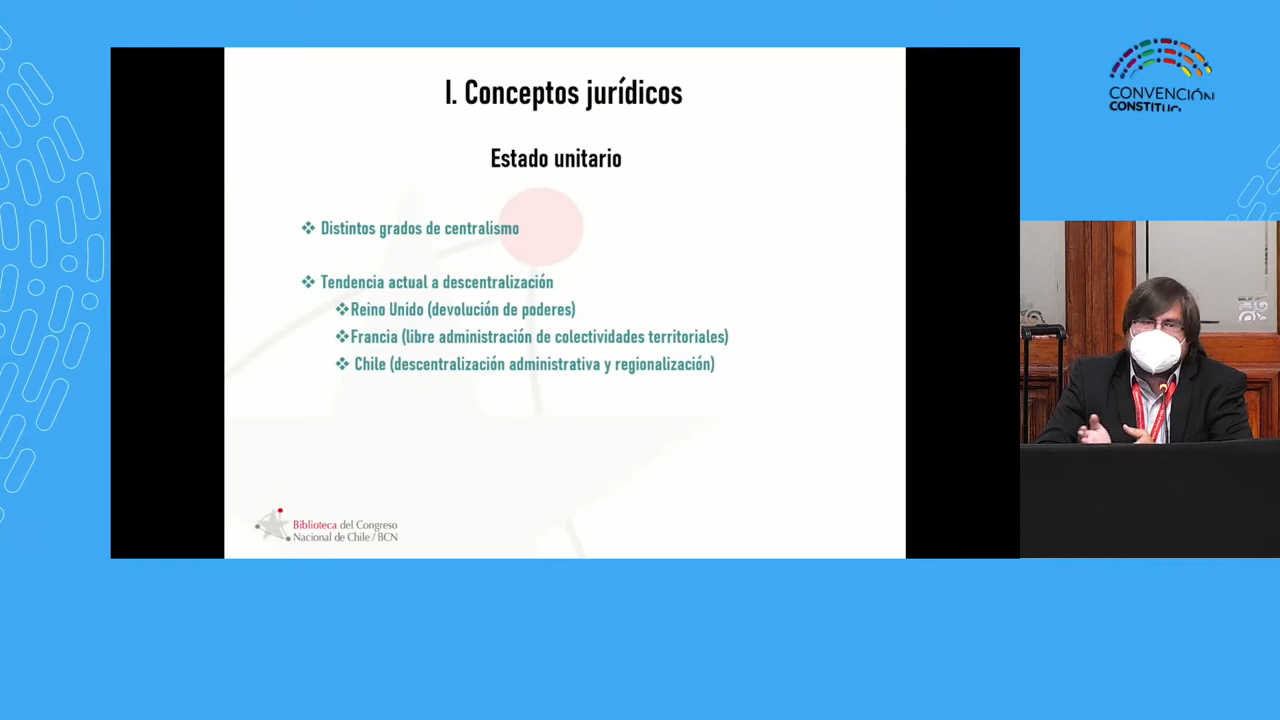 I. Conceptos jurídicos
Estado unitario
❖ Distintos grados de centralismo
❖ Tendencia actual a descentralización
❖Reino Unido (devolución de poderes)
❖Francia (libre administración de colectividades territoriales)
❖ Chile (descentralización administrativa y regionalización)
Biblioteca del Congreso
Nacional de Chile / BCN
CONVENCIÓN